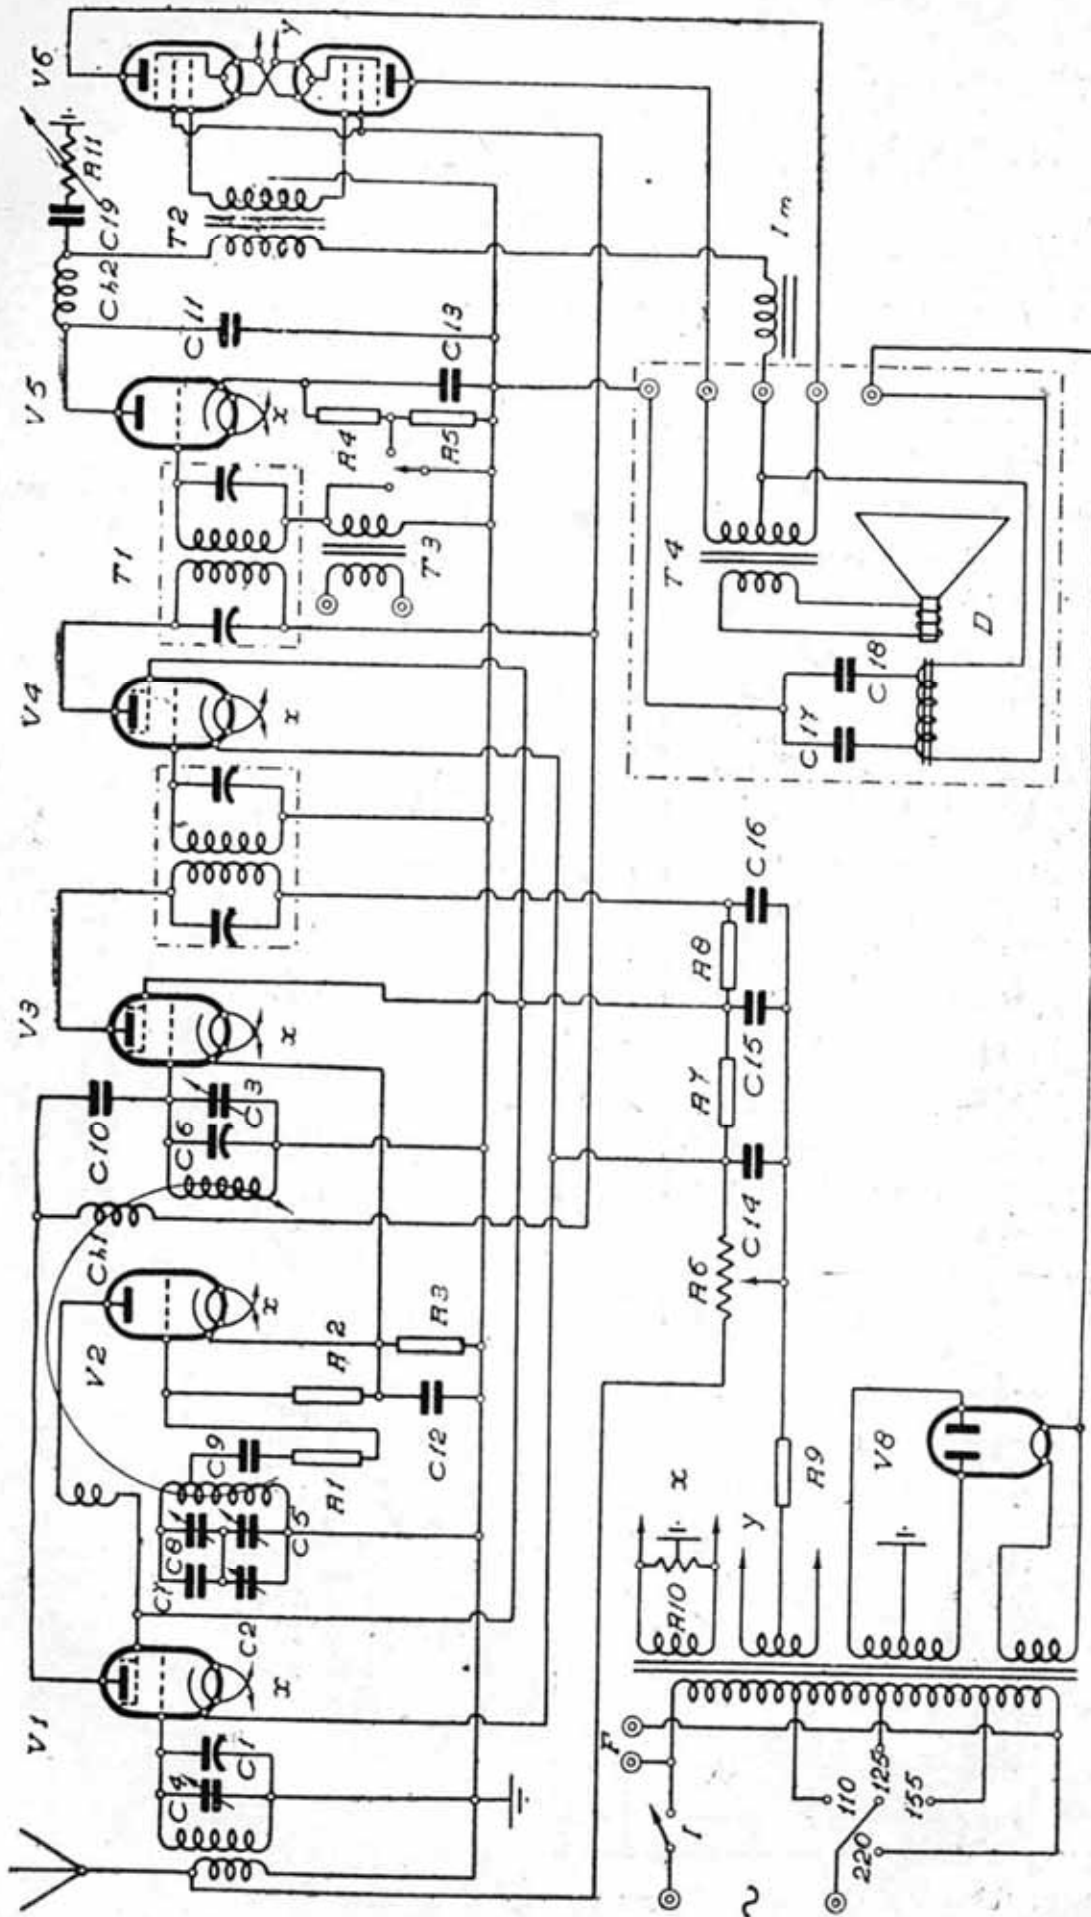 V1
V2
V3
V4
V5
V6
Ch1
C10
Ch2
C19
R11
T1
T2
C11
C4
C1
C2
C7
C8
C5
C9
R1
R2
R3
C12
C6
C3
x
x
x
x
x
y
T3
R4
R5
C13
R6
R7
R8
C14
C15
C16
T4
Im
C17
C18
D
R10
x
y
R9
V8
F
I
~
110
125
155
220